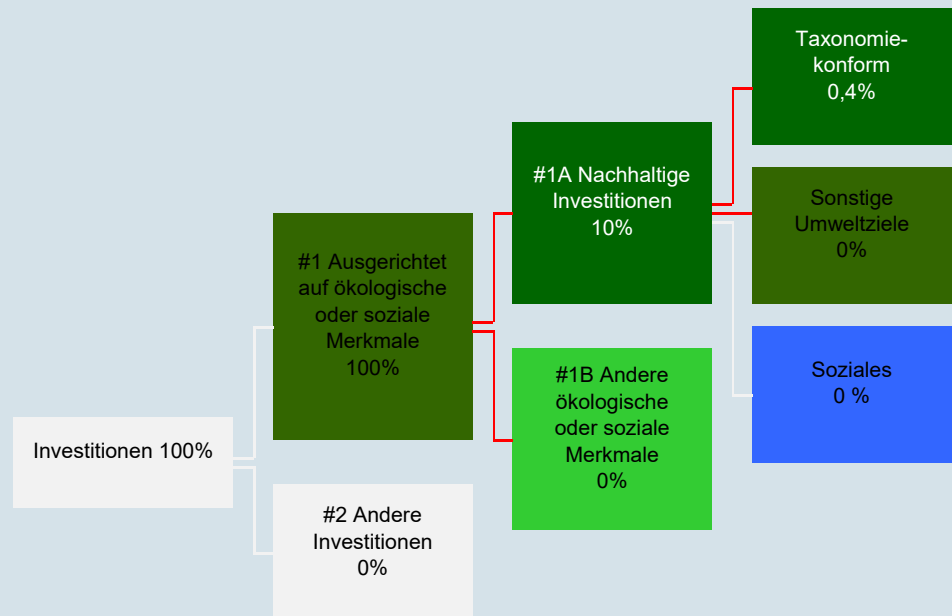 Investitionen 100%
#1 Ausgerichtet
auf ökologische
oder soziale
Merkmale
100%
#2 Andere
Investitionen
0%
#1A Nachhaltige
Investitionen
10%
#1B Andere
ökologische
oder soziale
Merkmale
0%
Taxonomie-
konform
0,4%
Sonstige
Umweltziele
0%
Soziales
0 %